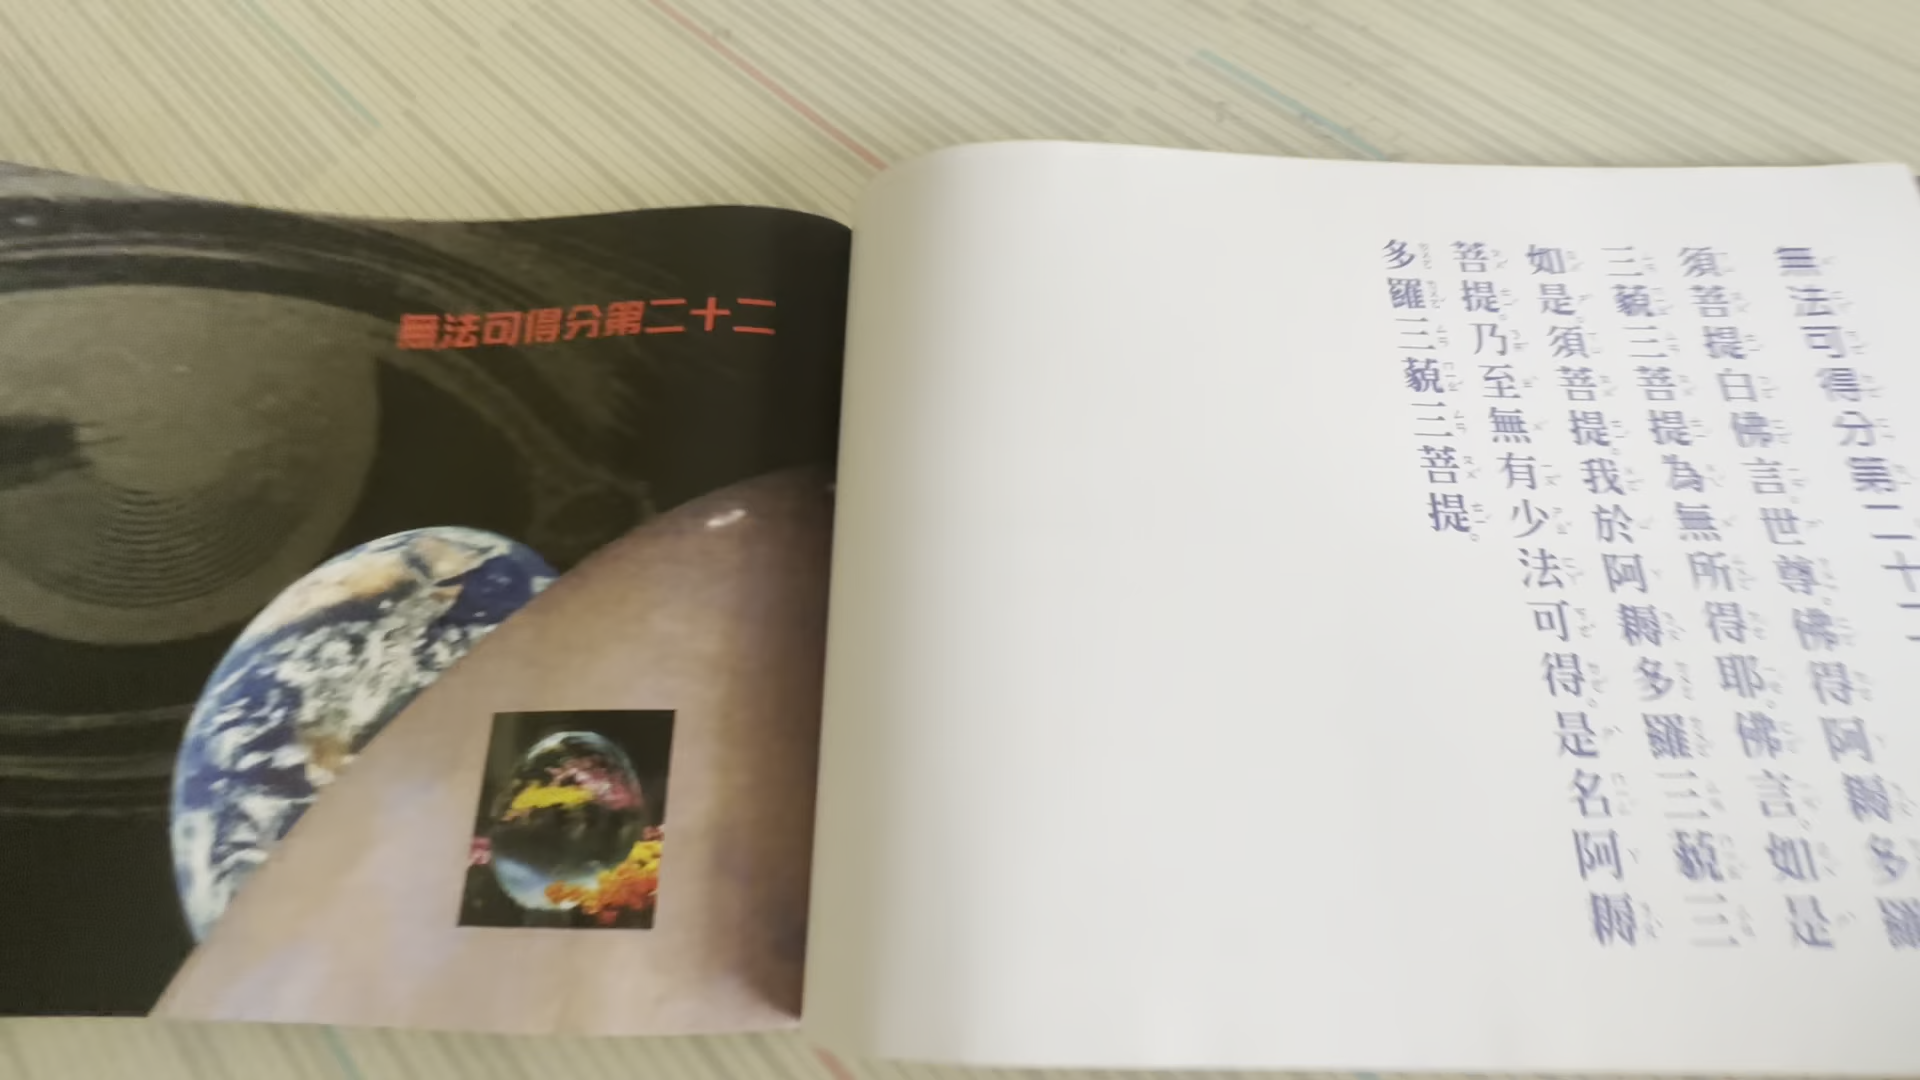 無法可得分第二十二
無法可得分第二十二
須菩提白佛言。世尊。佛得阿耨多羅
三藐三菩提為無所得耶。佛言。如是
如是。須菩提。我於阿耨多羅三藐三
菩提。乃至無有少法可得。是名阿耨
多羅三藐三菩提。